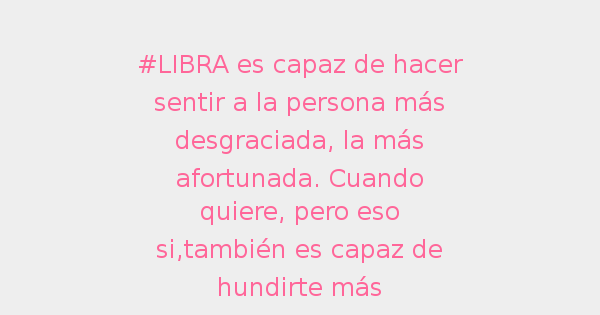 #LIBRA es capaz de hacer
sentir a la persona más
desgraciada, la más
afortunada. Cuando
quiere, pero eso
si,también es capaz de
hundirte más